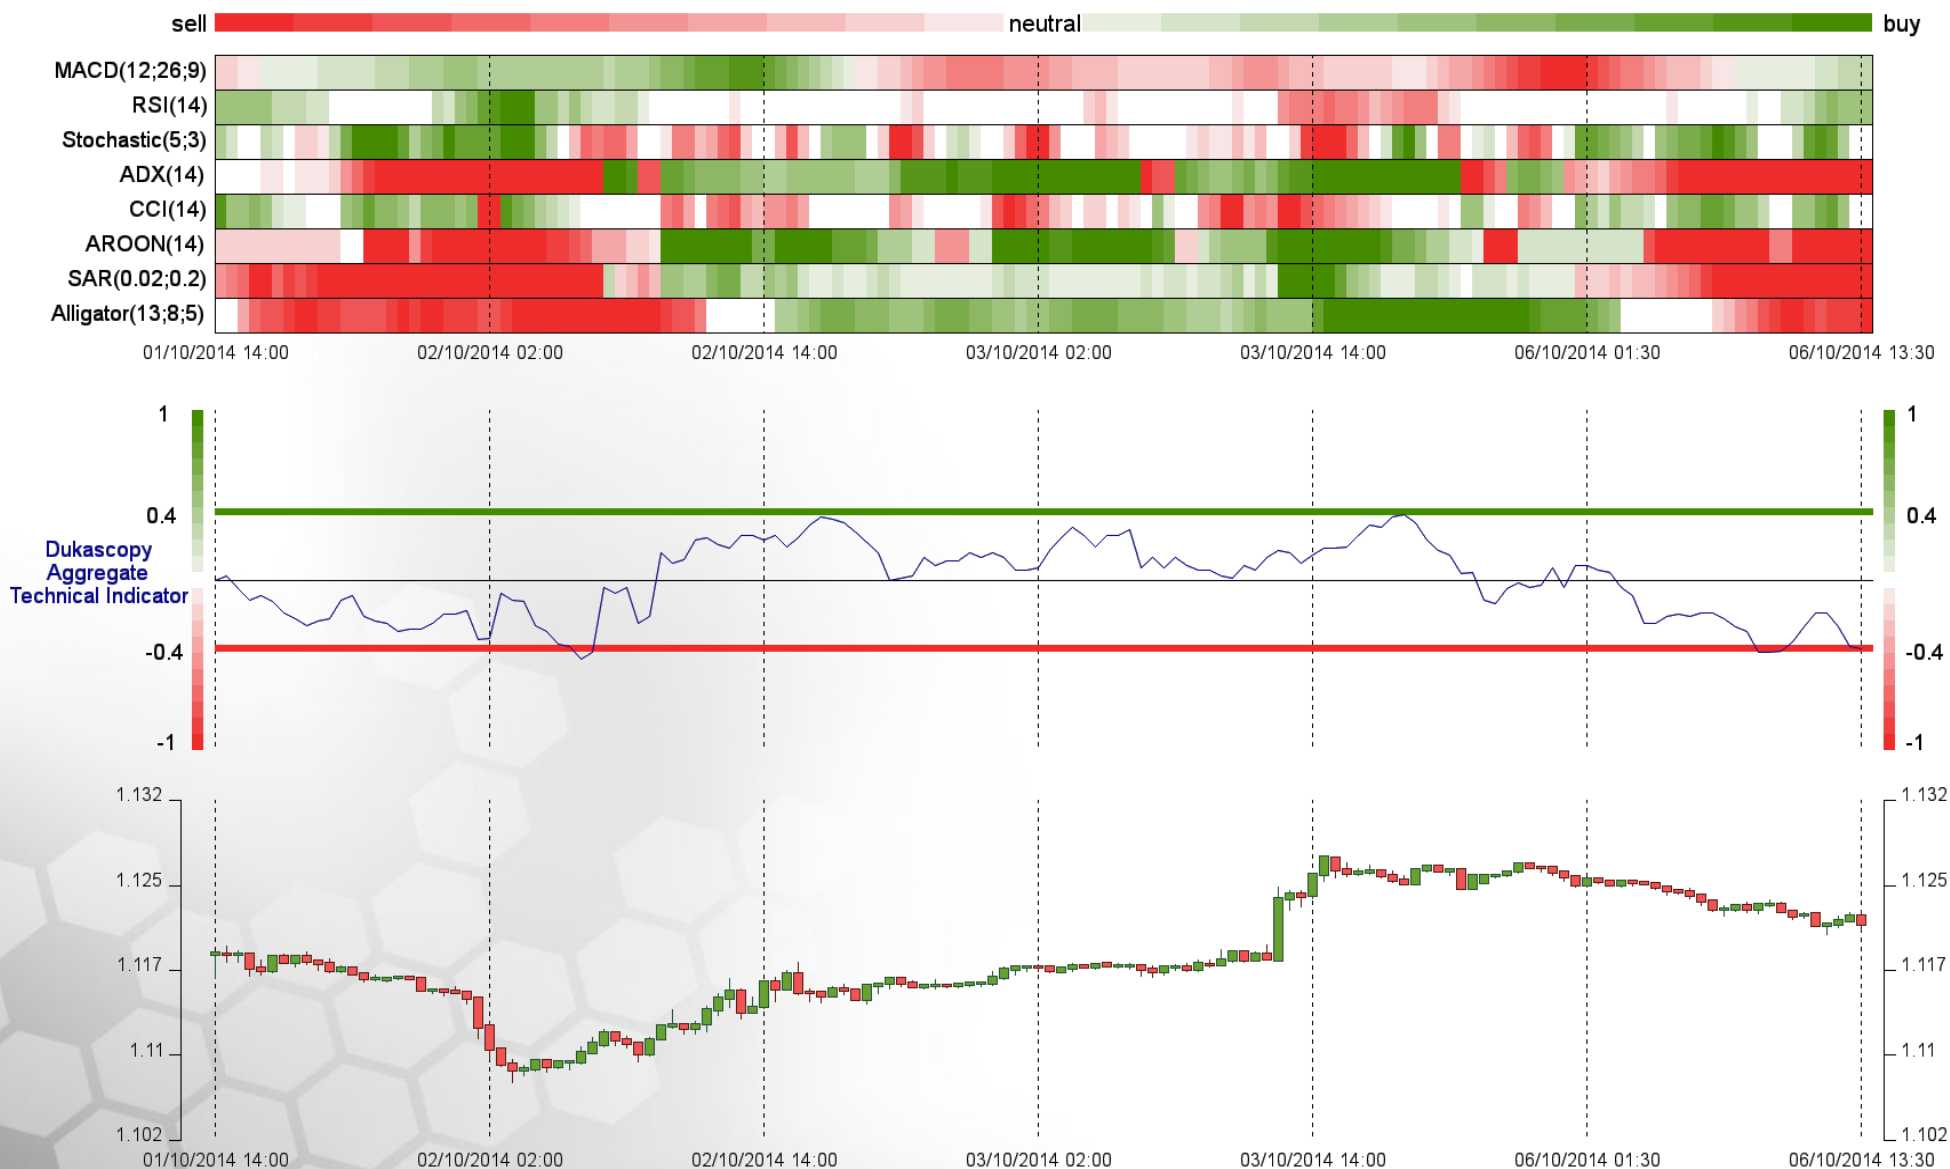 sell neutral buy
MACD(12;26;9)
RSI(14)
Stochastic(5;3)
ADX(14)
CCI(14)
AROON(14)
SAR(0.02;0.2)
Alligator(13;8;5)
01/10/2014 14:00 02/10/2014 02:00 02/10/2014 14:00 03/10/2014 02:00 03/10/2014 14:00 06/10/2014 01:30 06/10/2014 13:30
1 1
0.4 0.4
Dukascopy
Aggregate
Technical Indicator
-0.4 -0.4
-1 -1
1.132 1.132
1.125 1.125
1.117 1.117
1.11 1.11
1.102 1.102
01/10/2014 14:00 02/10/2014 02:00 02/10/2014 14:00 03/10/2014 02:00 03/10/2014 14:00 06/10/2014 01:30 06/10/2014 13:30